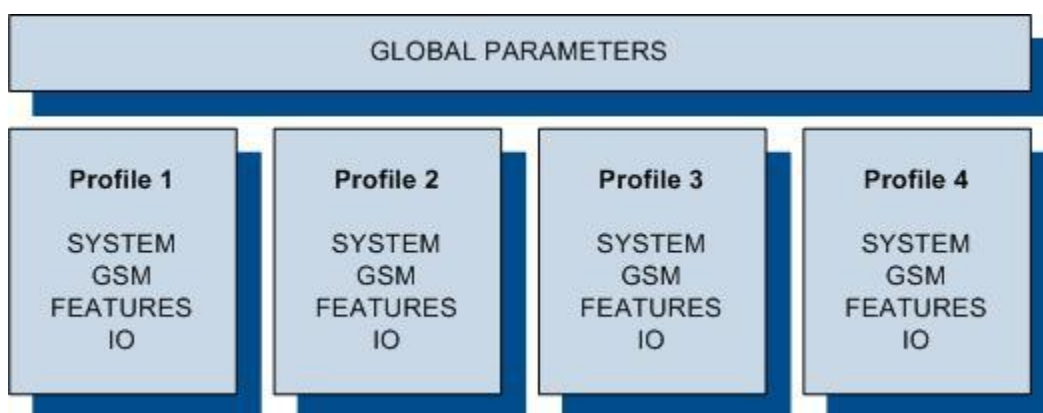 GLOBAL PARAMETERS
Profile 1
SYSTEM
GSM
FEATURES
IO
Profile 2
SYSTEM
GSM
FEATURES
IO
Profile 3
SYSTEM
GSM
FEATURES
IO
Profile 4
SYSTEM
GSM
FEATURES
IO